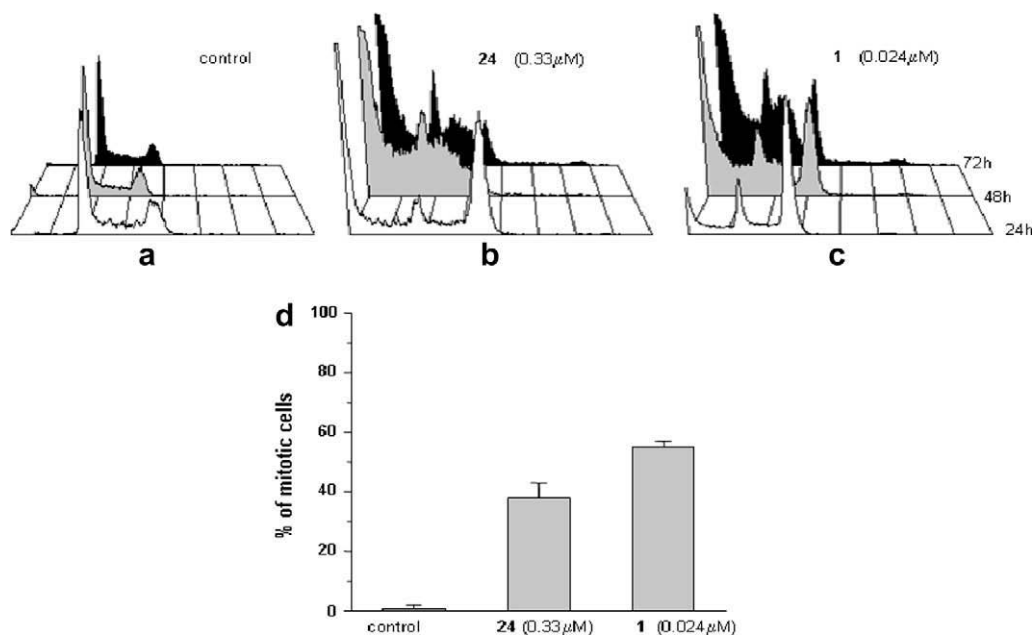 control
24 (0.33μM)
1 (0.024μM)
72h
48h
24h
a
b
c
d
% of mitotic cells
100
80
60
40
20
0
control
24 (0.33μM)
1 (0.024μM)